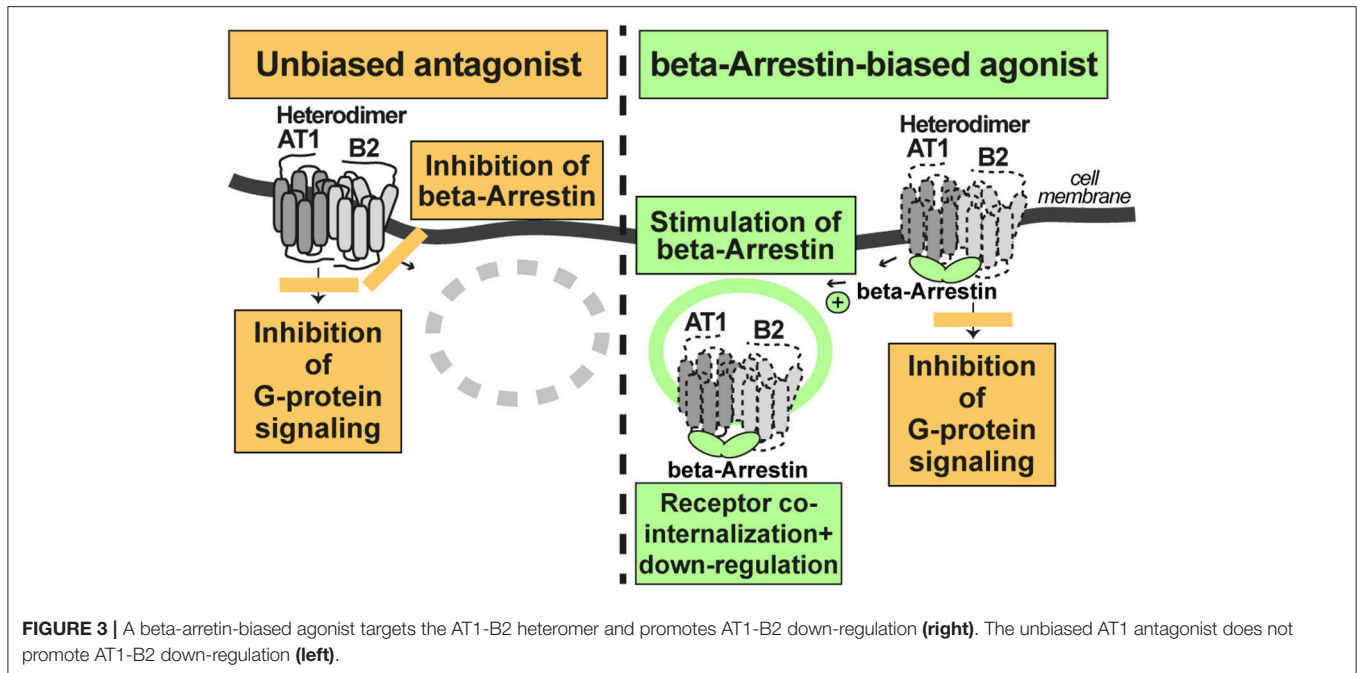 Unbiased antagonist
Heterodimer
AT1
B2
Inhibition of
beta-Arrestin
Inhibition
of
G-protein
signaling
beta-Arrestin-biased agonist
Heterodimer
AT1
B2
cell
membrane
Stimulation of
beta-Arrestin
beta-Arrestin
+
AT1
B2
beta-Arrestin
Receptor co-
internalization+
down-regulation
Inhibition
of
G-protein
signaling
FIGURE 3 | A beta-arretin-biased agonist targets the AT1-B2 heteromer and promotes AT1-B2 down-regulation (right). The unbiased AT1 antagonist does not
promote AT1-B2 down-regulation (left).